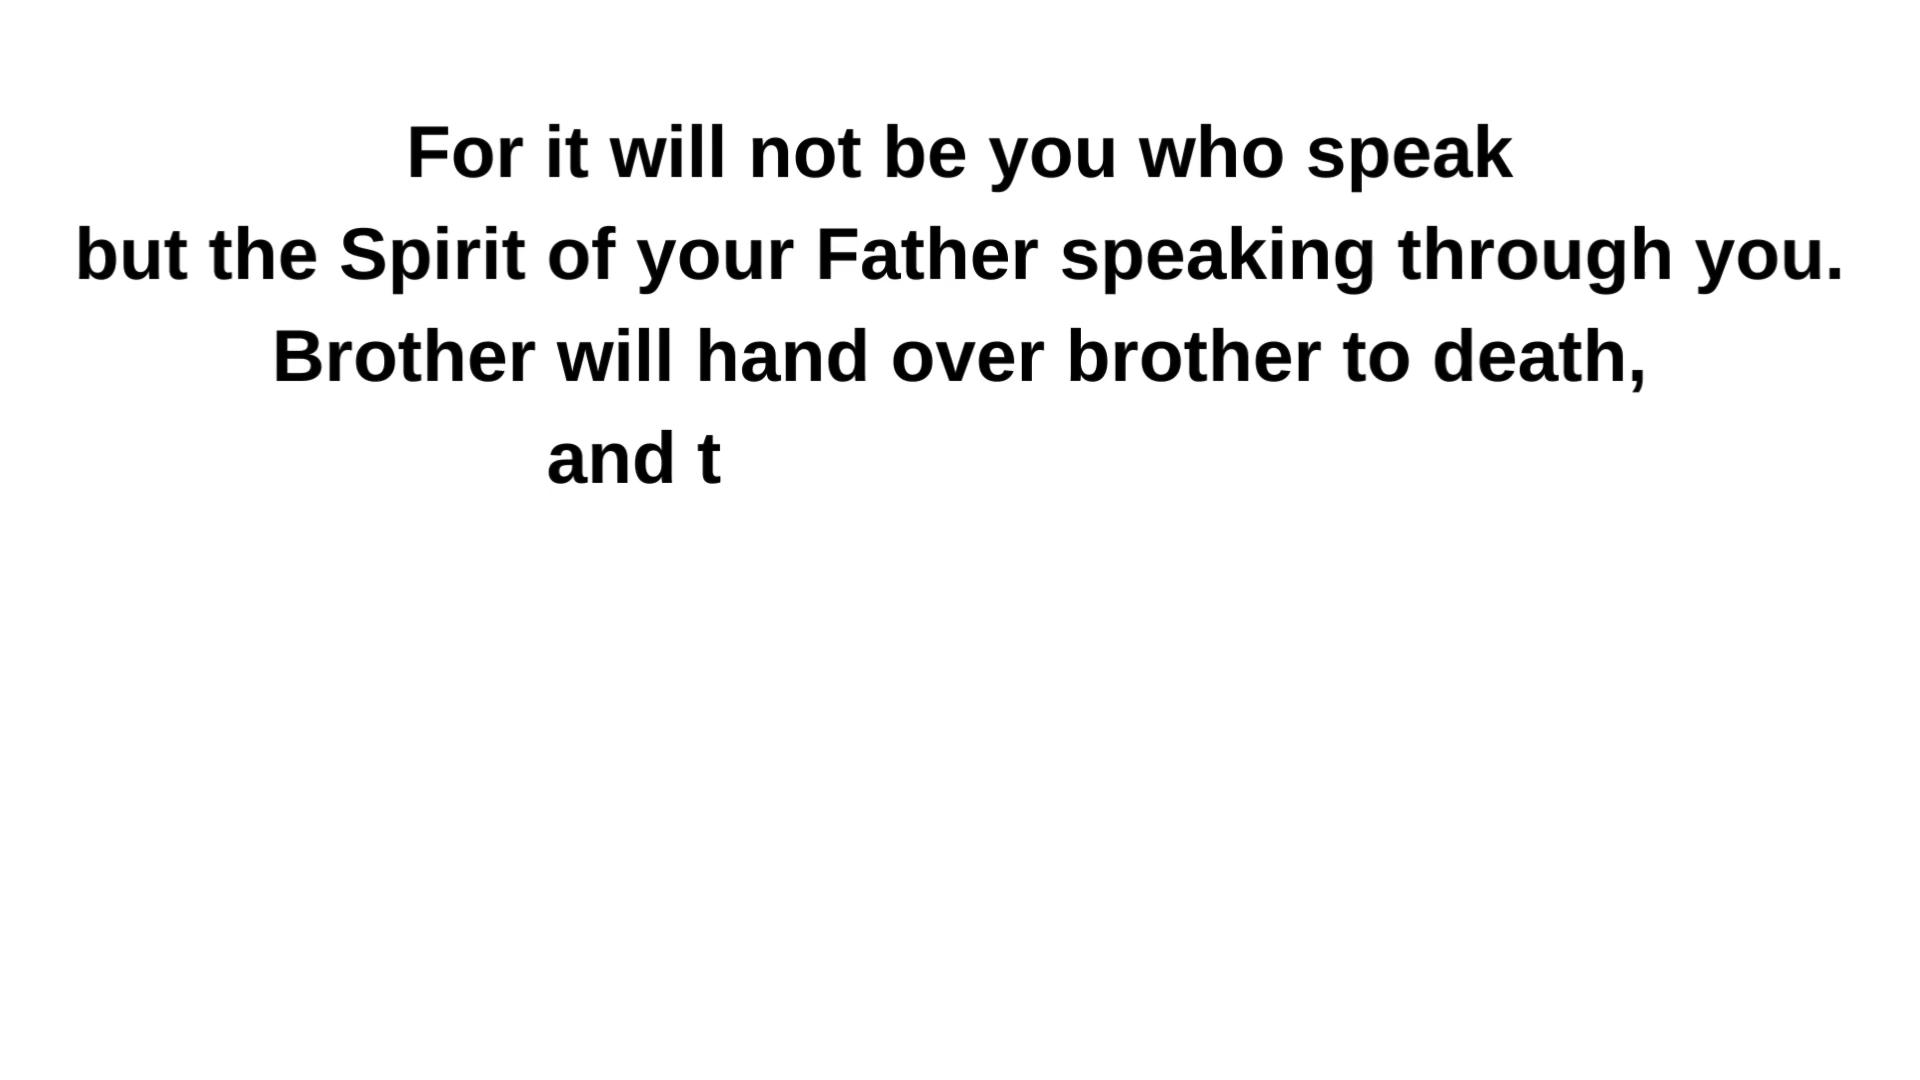 For it will not be you who speak
but the Spirit of your Father speaking through you.
Brother will hand over brother to death,
and t